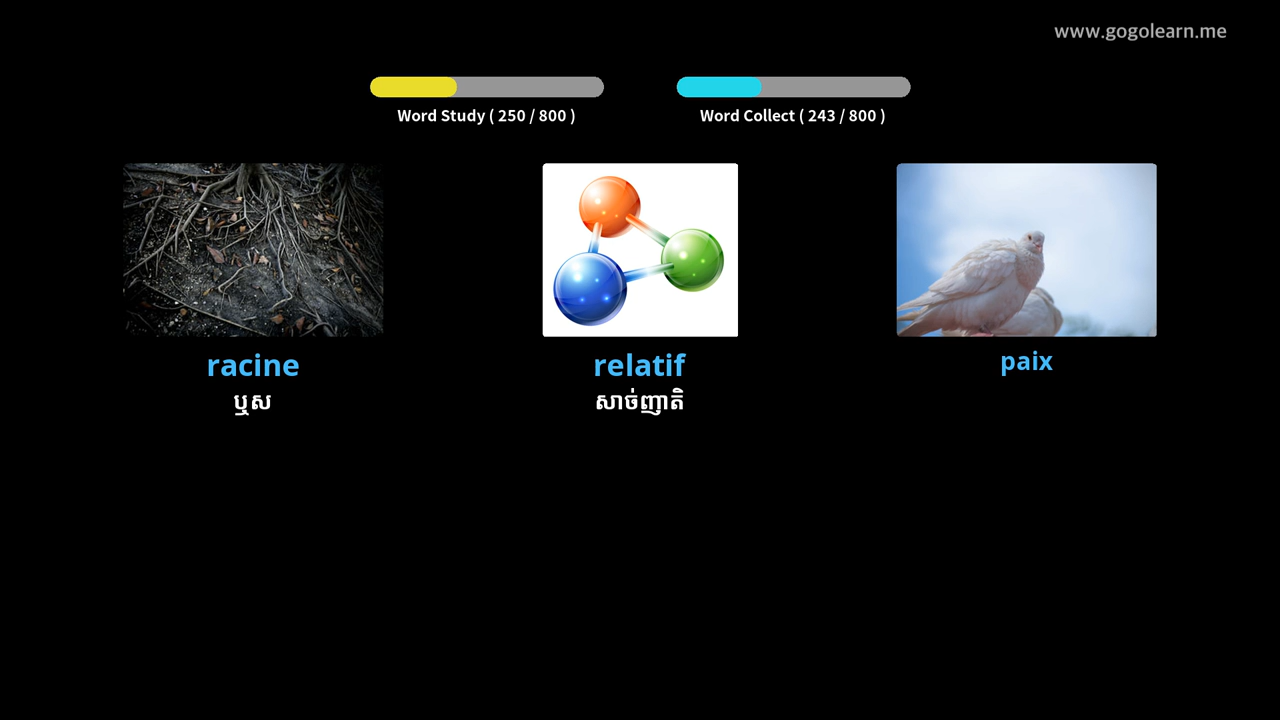 www.gogolearn.me
Word Study ( 250 / 800 )
Word Collect ( 243 / 800 )
racine
ឬស
relatif
សាច់ញាតិ
paix